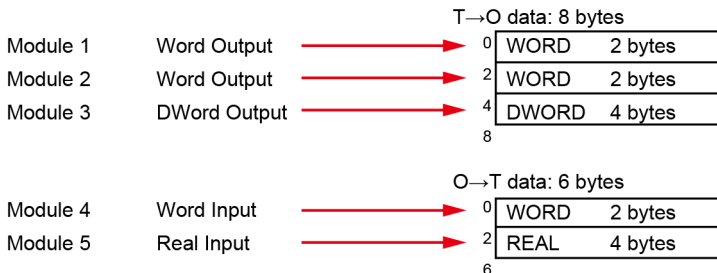 T→O data: 8 bytes
Module 1 Word Output 0 WORD 2 bytes
Module 2 Word Output 2 WORD 2 bytes
Module 3 DWord Output 4 DWORD 4 bytes
8
O→T data: 6 bytes
Module 4 Word Input 0 WORD 2 bytes
Module 5 Real Input 2 REAL 4 bytes
6